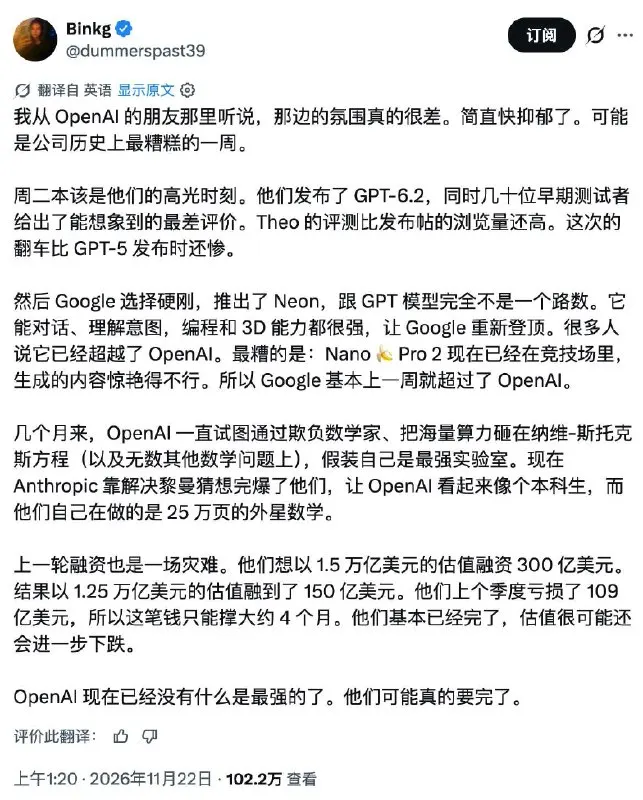 Binkg
@dummerspast39
订阅
翻译自 英语 显示原文
我从 OpenAI 的朋友那里听说，那边的氛围真的很差。简直快抑郁了。可能
是公司历史上最糟糕的一周。
周二本该是他们的高光时刻。他们发布了 GPT-6.2，同时几十位早期测试者
给出了能想象到的最差评价。Theo 的评测比发布帖的浏览量还高。这次的
翻车比 GPT-5 发布时还惨。
然后 Google 选择硬刚，推出了 Neon，跟 GPT 模型完全不是一个路数。它
能对话、理解意图，编程和 3D 能力都很强，让 Google 重新登顶。很多人
说它已经超越了 OpenAI。最糟的是：Nano 🍌 Pro 2 现在已经在竞技场里，
生成的内容惊艳得不行。所以 Google 基本上一周就超过了 OpenAI。
几个月来，OpenAI 一直试图通过欺负数学家、把海量算力砸在纳维-斯托克
斯方程（以及无数其他数学问题上），假装自己是最强实验室。现在
Anthropic 靠解决黎曼猜想完爆了他们，让 OpenAI 看起来像个本科生，而
他们自己在做的是 25 万页的外星数学。
上一轮融资也是一场灾难。他们想以 1.5 万亿美元的估值融资 300 亿美元。
结果以 1.25 万亿美元的估值融到了 150 亿美元。他们上个季度亏损了 109
亿美元，所以这笔钱只能撑大约 4 个月。他们基本已经完了，估值很可能还
会进一步下跌。
OpenAI 现在已经没有什么是最强的了。他们可能真的要完了。
评价此翻译：
上午1:20 · 2026年11月22日 · 102.2万 查看